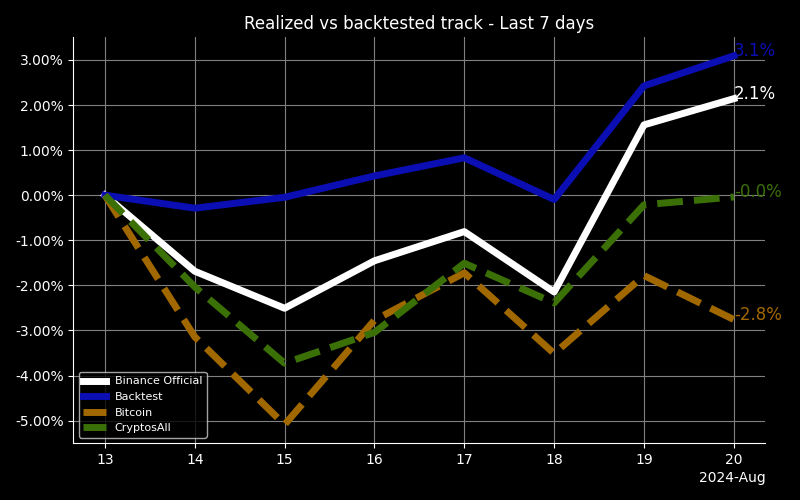 Realized vs backtested track - Last 7 days
3.00%
2.00%
1.00%
0.00%
-1.00%
-2.00%
-3.00%
-4.00%
-5.00%
3.1%
2.1%
-0.0%
-2.8%
Binance Official
Backtest
Bitcoin
CryptosAll
13 14 15 16 17 18 19 20
2024-Aug